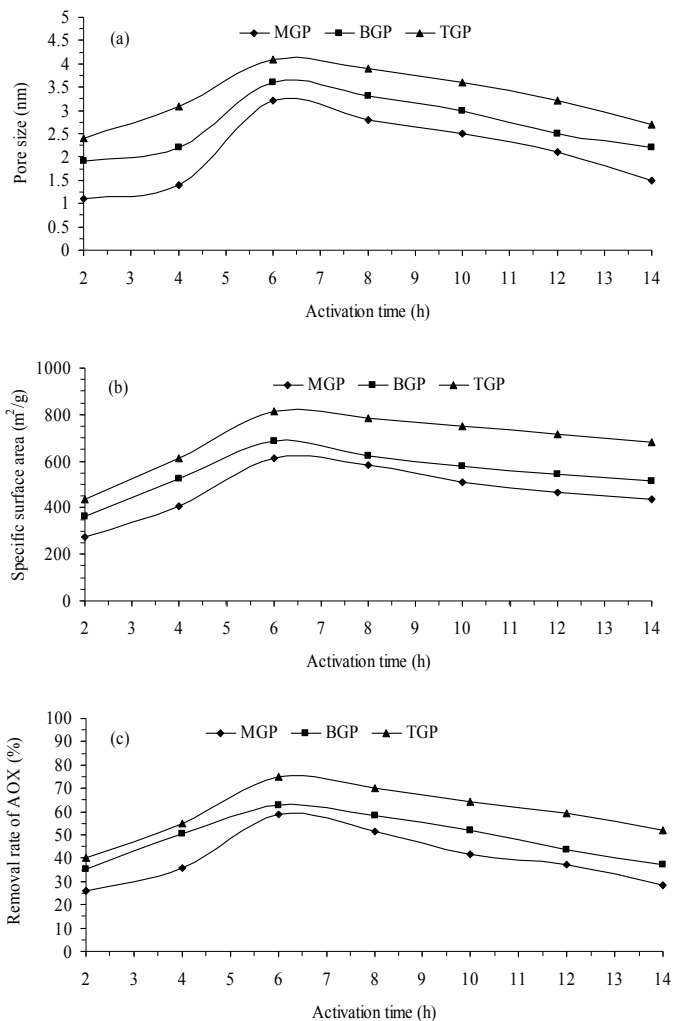 (a)
MGP BGP TGP
Pore size (nm)
5
4.5
4
3.5
3
2.5
2
1.5
1
0.5
0
2 3 4 5 6 7 8 9 10 11 12 13 14
Activation time (h)
(b)
MGP BGP TGP
Specific surface area (m²/g)
1000
800
600
400
200
0
2 3 4 5 6 7 8 9 10 11 12 13 14
Activation time (h)
(c)
MGP BGP TGP
Removal rate of AOX (%)
100
90
80
70
60
50
40
30
20
10
0
2 3 4 5 6 7 8 9 10 11 12 13 14
Activation time (h)